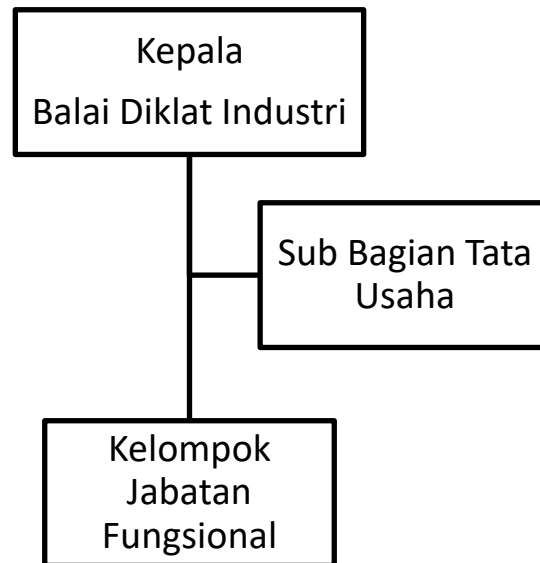 Kepala
Balai Diklat Industri
Sub Bagian Tata
Usaha
Kelompok
Jabatan
Fungsional